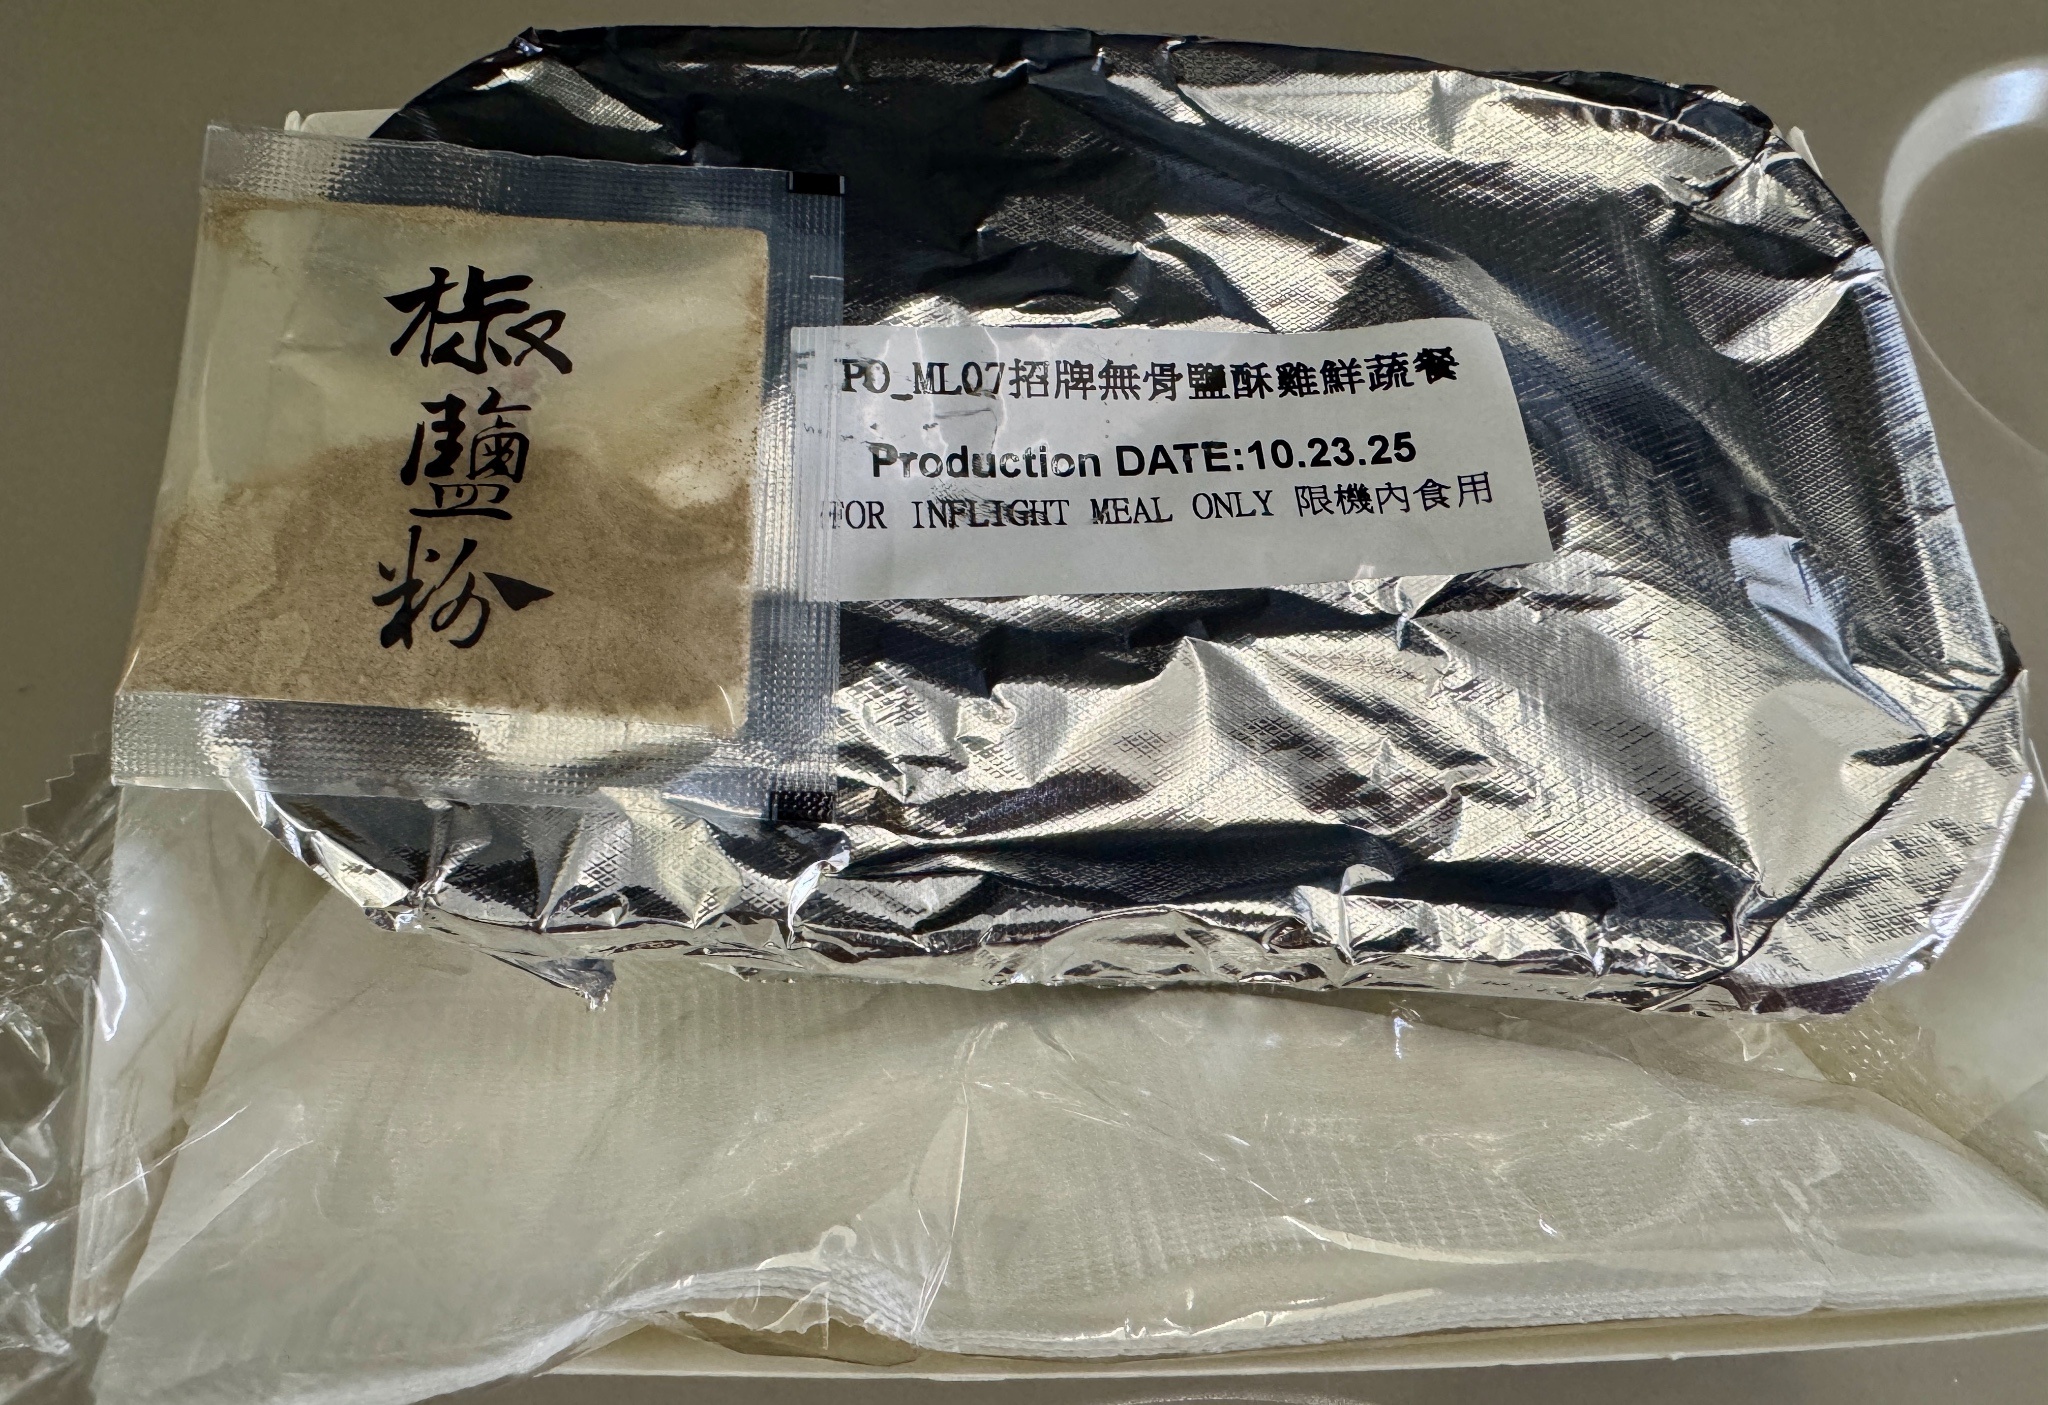 椒鹽粉
PO_ML07招牌無骨鹽酥雞鮮蔬餐
Production DATE:10.23.25
FOR INFLIGHT MEAL ONLY 限機內食用